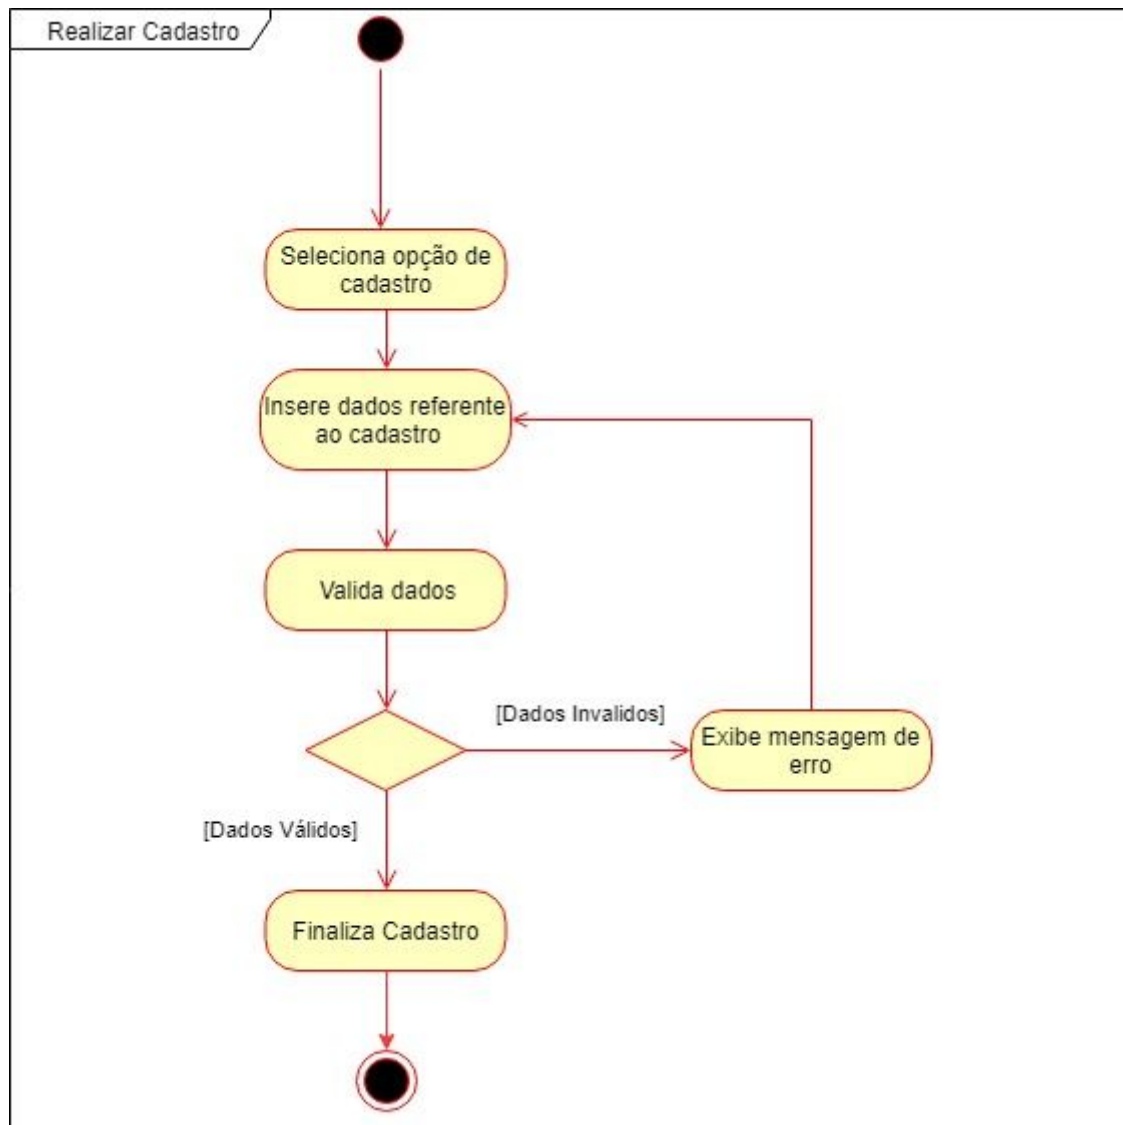 Realizar Cadastro
Seleciona opção de
cadastro
Insere dados referente
ao cadastro
Valida dados
[Dados Invalidos]
Exibe mensagem de
erro
[Dados Válidos]
Finaliza Cadastro